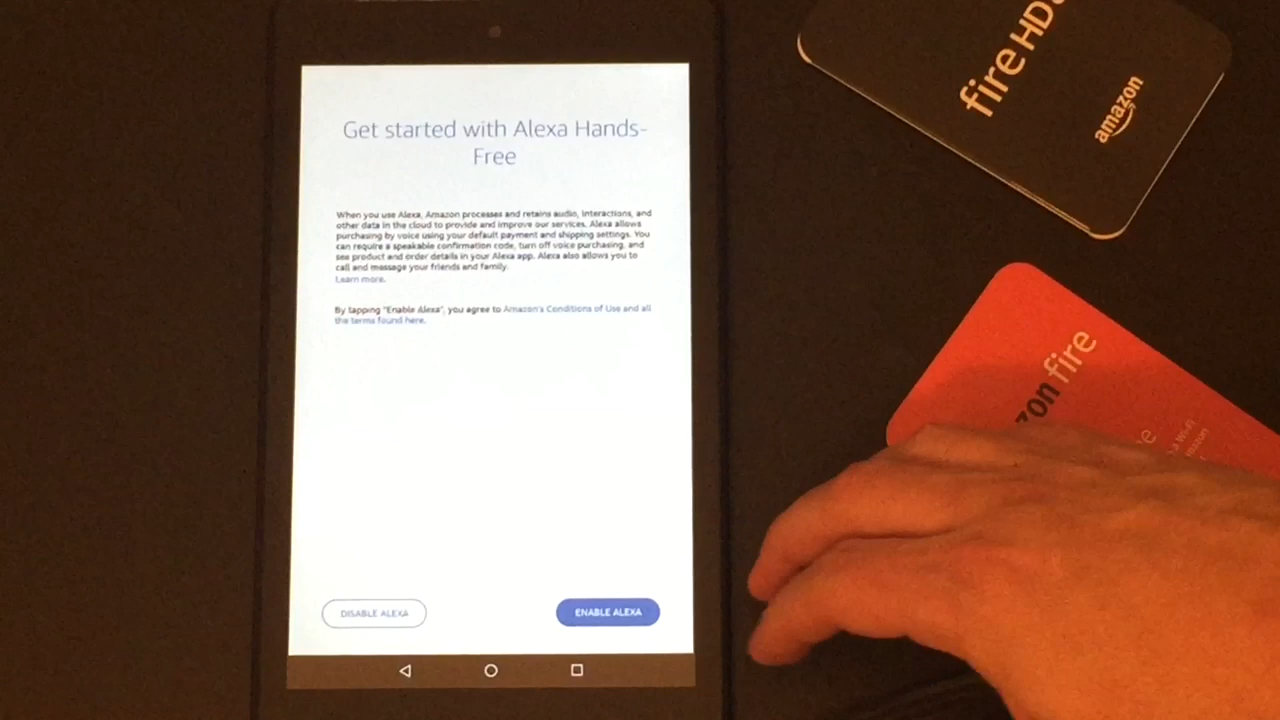 Get started with Alexa Hands-
Free
When you use Alexa, Amazon processes and retains audio, interactions, and
other data in the cloud to provide and improve our services. Alexa allows
purchasing by voice using your default payment and shipping settings. You
can require a speakable confirmation code, turn off voice purchasing, and
see product and order details in your Alexa app. Alexa also allows you to
call and message your friends and family.
Learn more.
By tapping "Enable Alexa", you agree to Amazon's Conditions of Use and all
the terms found here.
DISABLE ALEXA
ENABLE ALEXA
fire HD
amazon
zon fire
a Wi-Fi
mazon